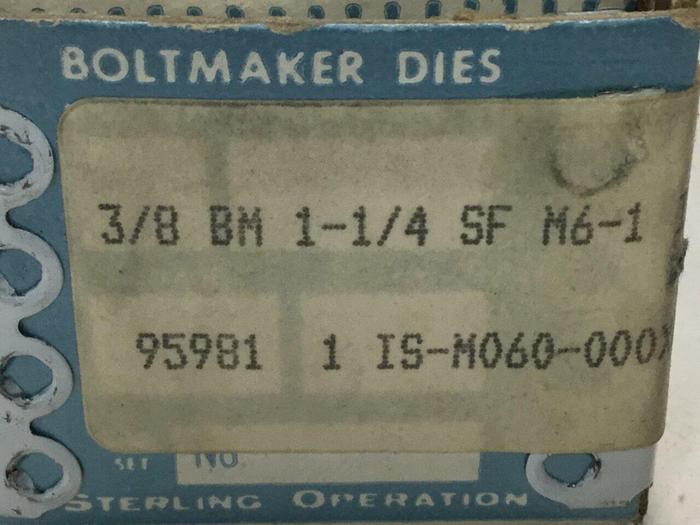 BOLTMAKER DIES
3/8 BM 1-1/4 SF M6-1
95981 1 IS-M060-000X
SET No.
STERLING OPERATION